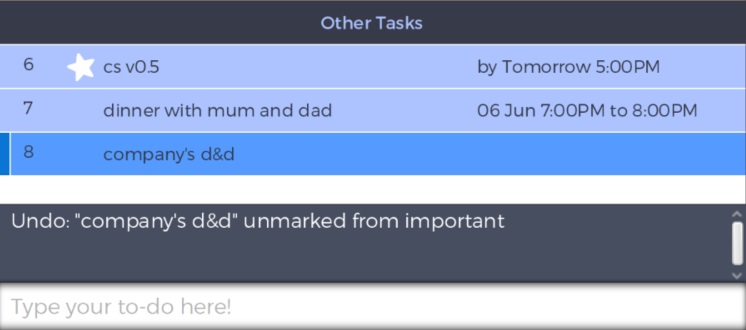 Other Tasks
6 cs v0.5 by Tomorrow 5:00PM
7 dinner with mum and dad 06 Jun 7:00PM to 8:00PM
8 company's d&d
Undo: "company's d&d" unmarked from important
Type your to-do here!